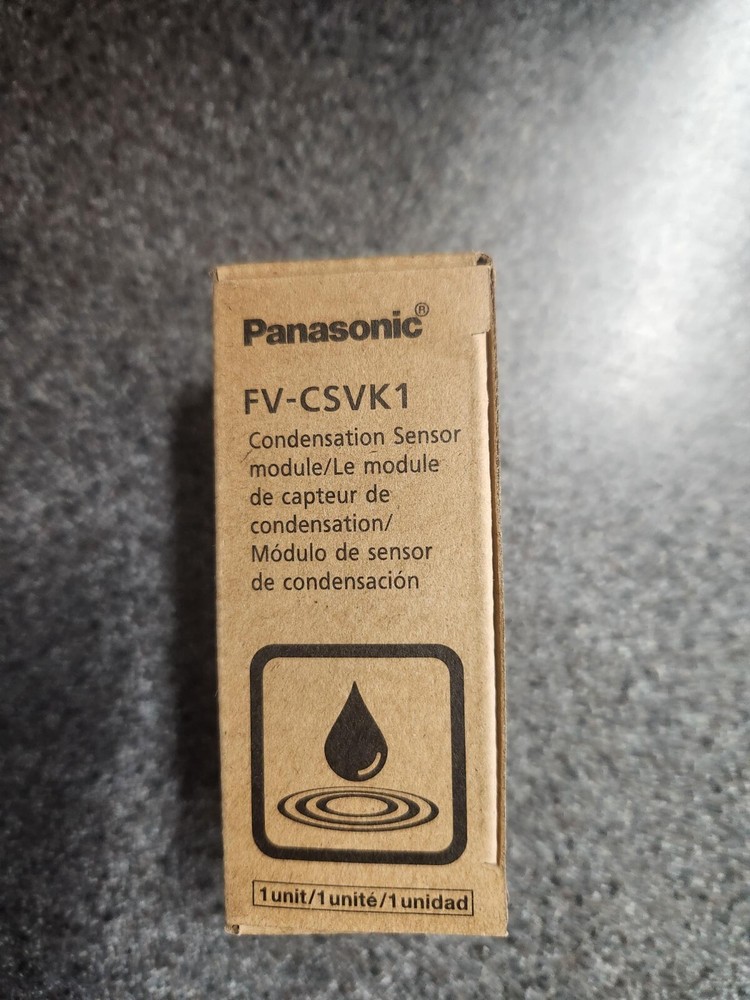 Panasonic®
FV-CSVK1
Condensation Sensor
module/Le module
de capteur de
condensation/
Módulo de sensor
de condensación
1unit/1unité/1unidad